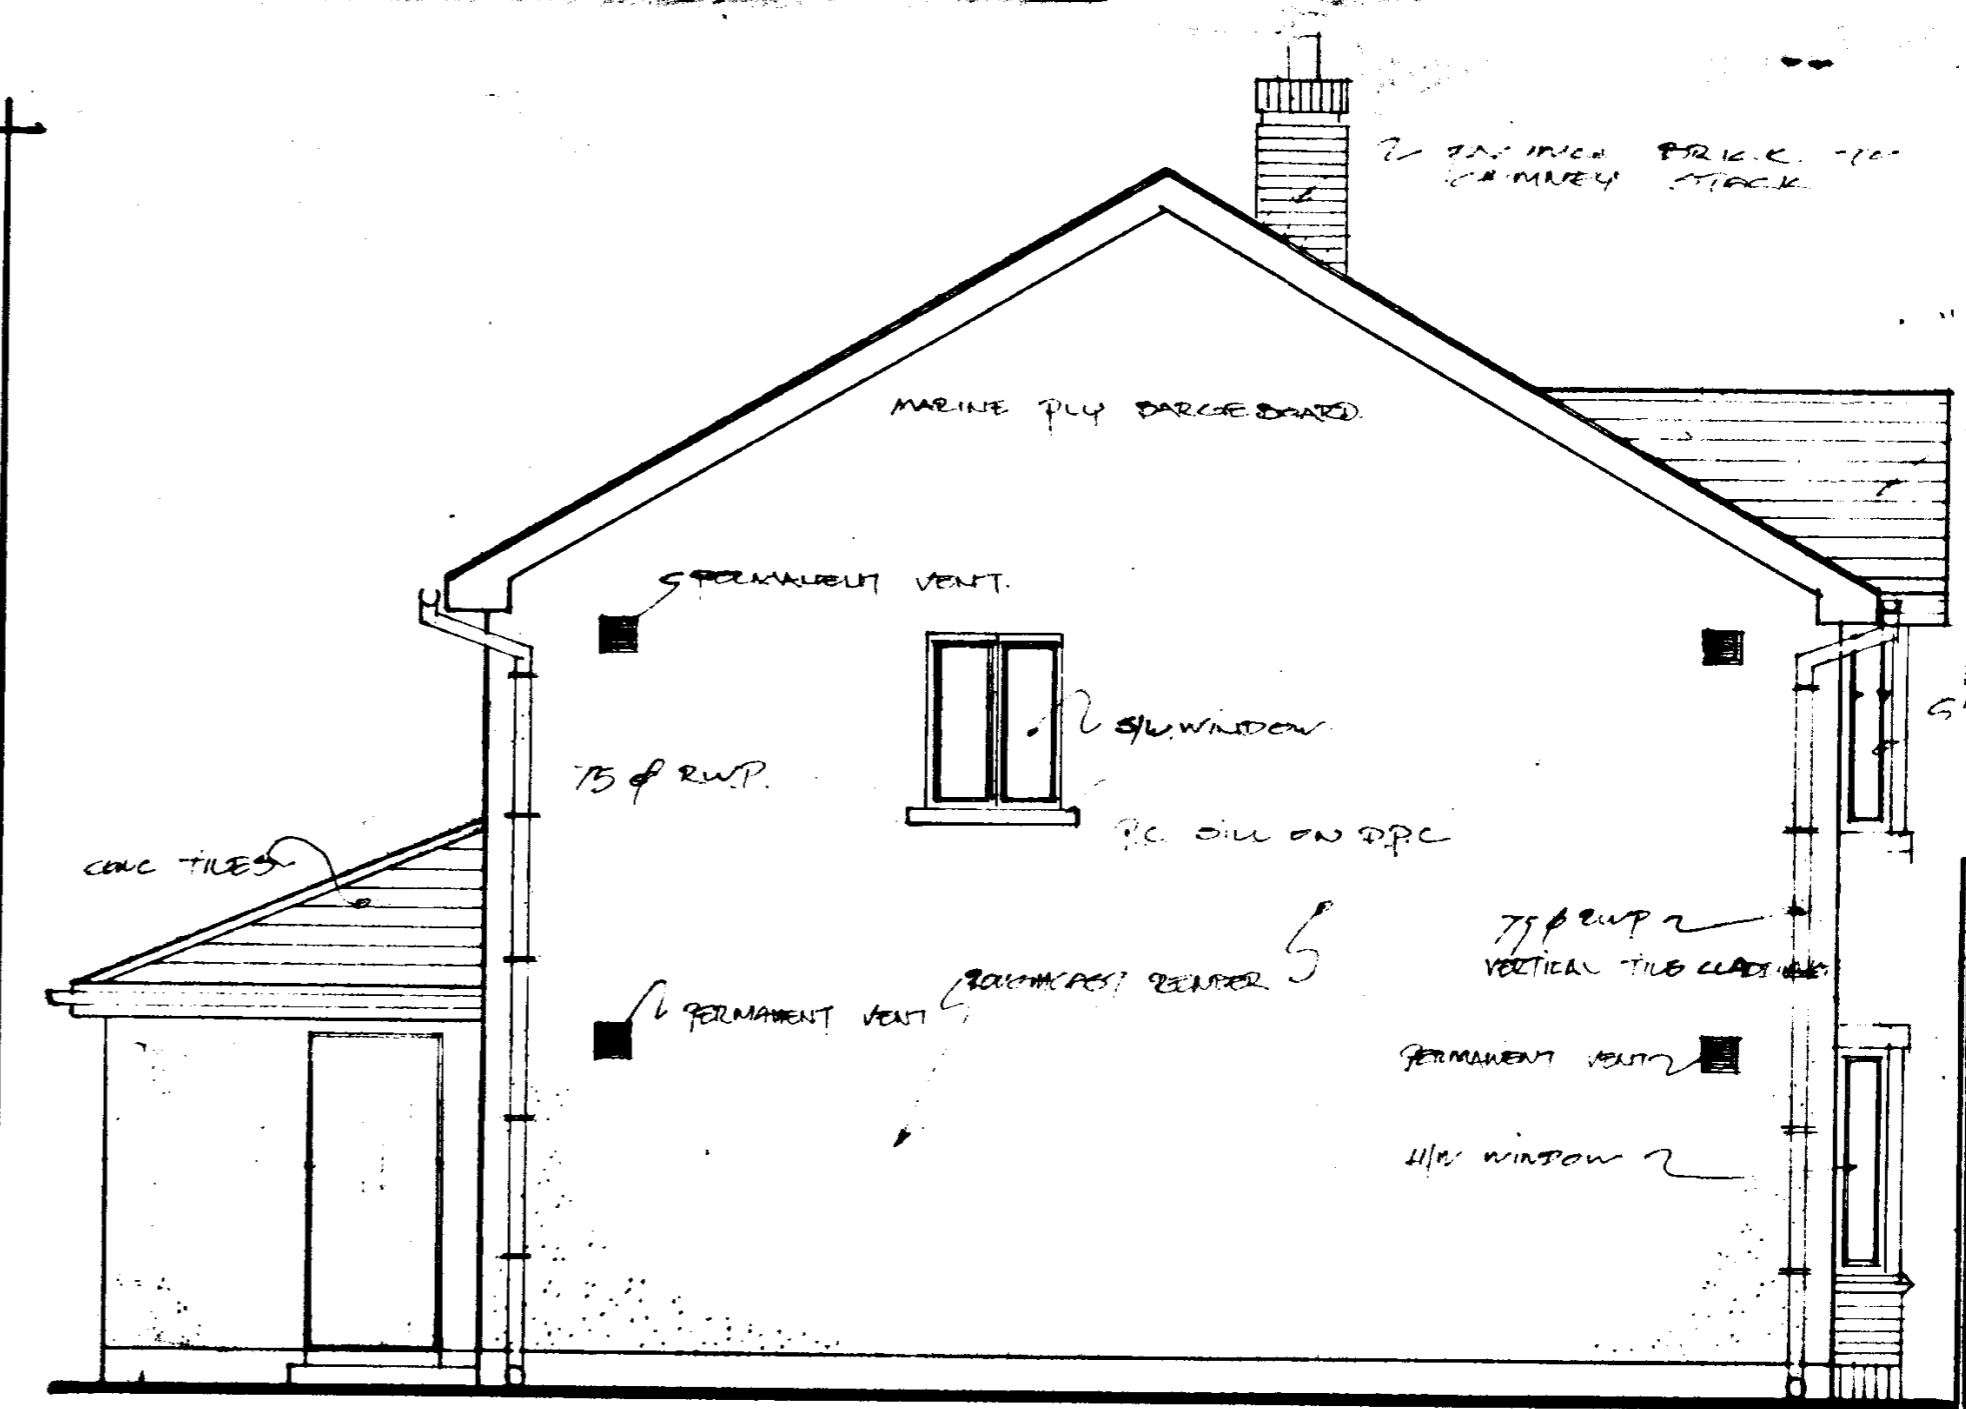 BRICK
CHIMNEY STACK
MARINE PLY BARGEBOARD.
PERMANENT VENT.
S/W. WINDOW
75 ϕ R.W.P.
P.C. SILL ON D.P.C
CONC TILES
75 ϕ RWP
VERTICAL TILE CLADDING
ROUGHCAST RENDER
PERMANENT VENT
PERMANENT VENT
H/W WINDOW